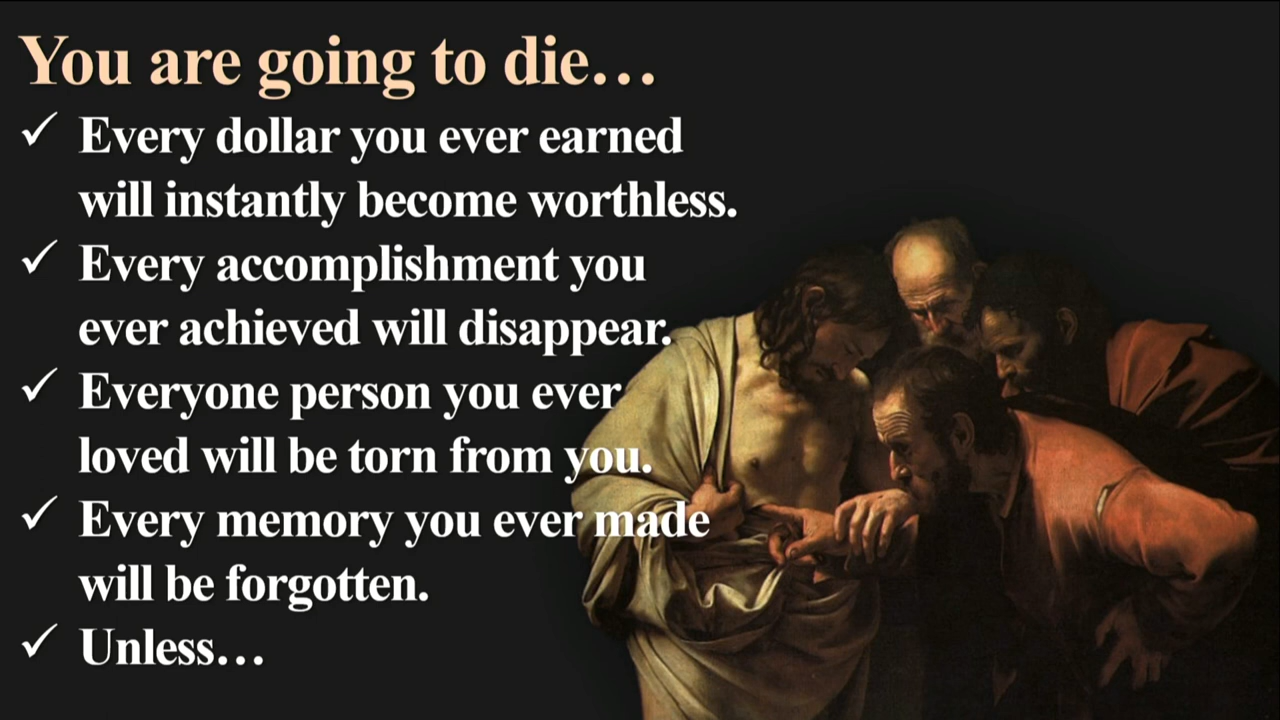 You are going to die…
✓ Every dollar you ever earned
will instantly become worthless.
✓ Every accomplishment you
ever achieved will disappear.
✓ Everyone person you ever
loved will be torn from you.
✓ Every memory you ever made
will be forgotten.
✓ Unless…